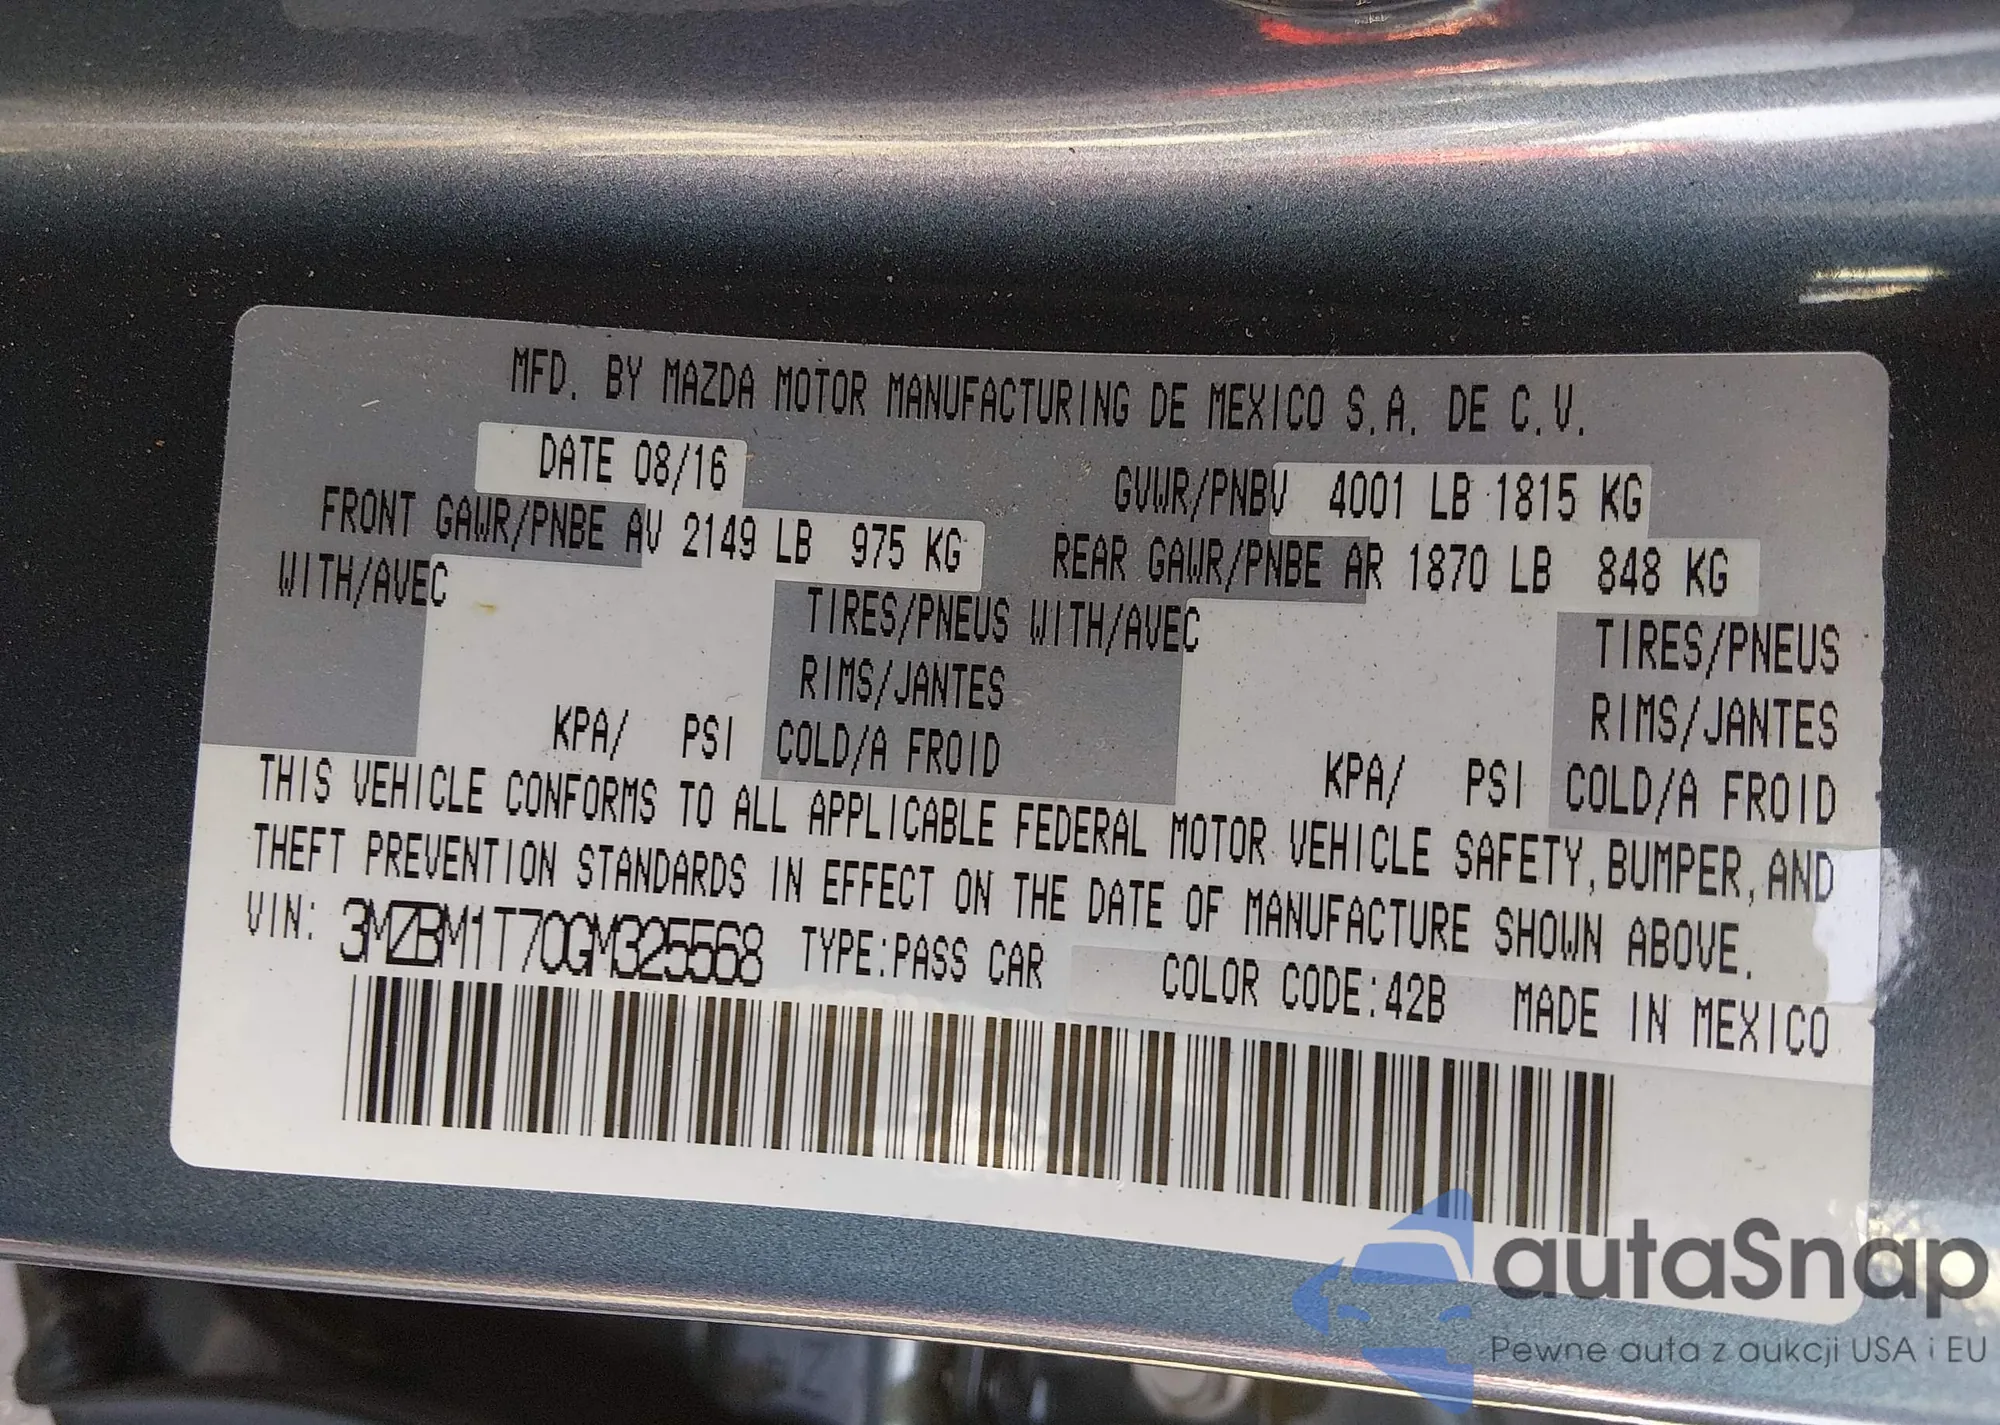 MFD. BY MAZDA MOTOR MANUFACTURING DE MEXICO S.A. DE C.V.
DATE 08/16 GVWR/PNBV 4001 LB 1815 KG
FRONT GAWR/PNBE AV 2149 LB 975 KG REAR GAWR/PNBE AR 1870 LB 848 KG
WITH/AVEC TIRES/PNEUS WITH/AVEC TIRES/PNEUS
RIMS/JANTES RIMS/JANTES
KPA/ PSI COLD/A FROID KPA/ PSI COLD/A FROID
THIS VEHICLE CONFORMS TO ALL APPLICABLE FEDERAL MOTOR VEHICLE SAFETY, BUMPER, AND
THEFT PREVENTION STANDARDS IN EFFECT ON THE DATE OF MANUFACTURE SHOWN ABOVE.
VIN: 3MZBM1T70GM325568 TYPE:PASS CAR COLOR CODE:42B MADE IN MEXICO
autaSnap
Pewne auta z aukcji USA i EU